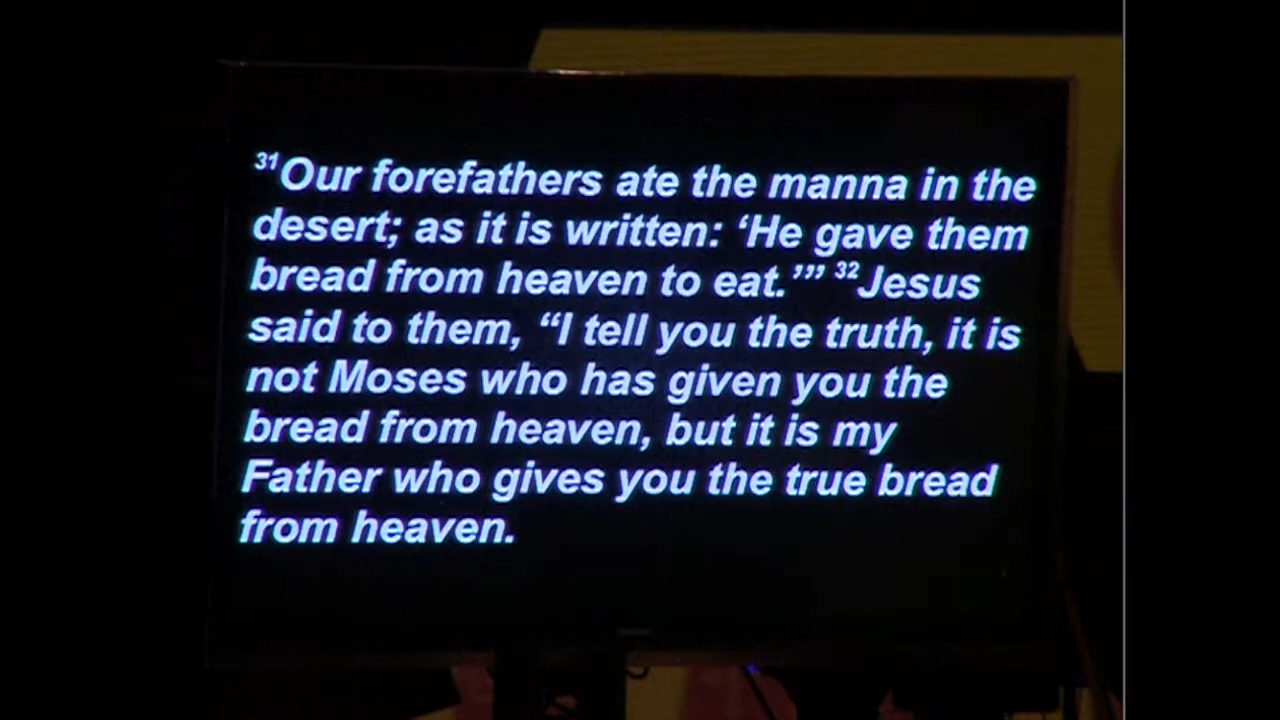 ³¹Our forefathers ate the manna in the
desert; as it is written: ‘He gave them
bread from heaven to eat.’” ³²Jesus
said to them, “I tell you the truth, it is
not Moses who has given you the
bread from heaven, but it is my
Father who gives you the true bread
from heaven.